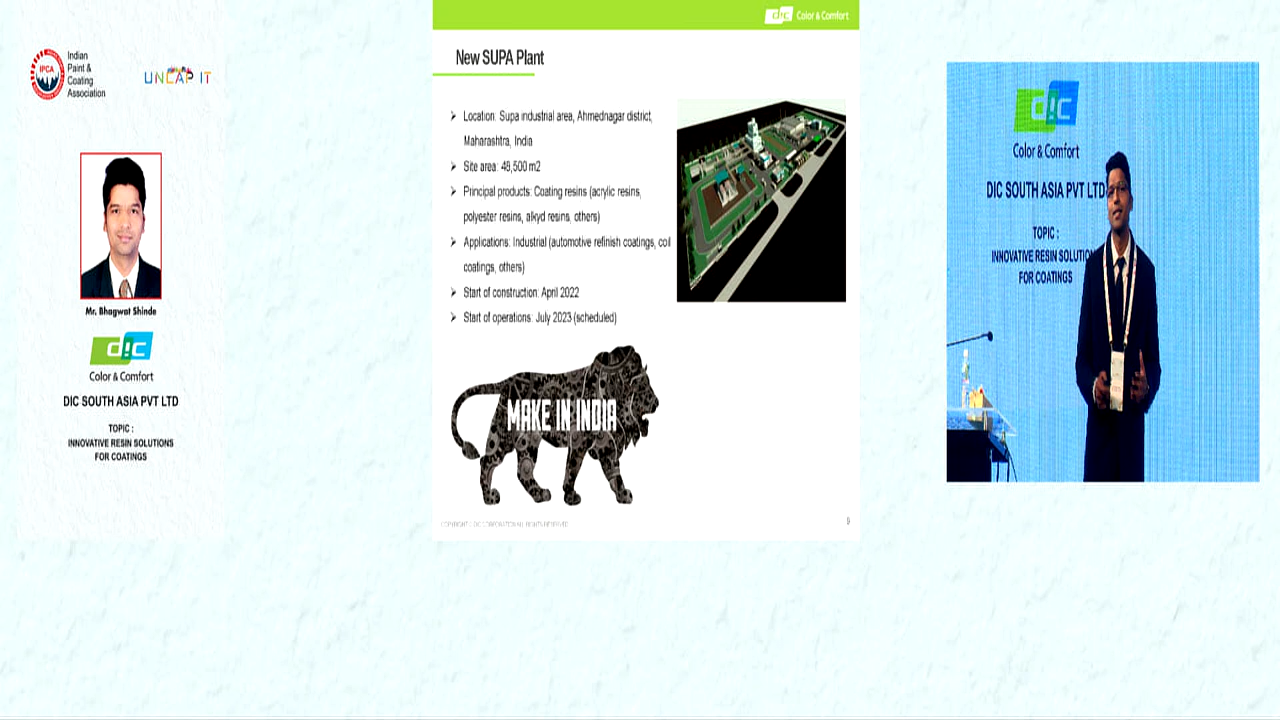 IPCA
Indian
Paint &
Coating
Association
UNCAP IT
Mr. Bhagwat Shinde
dic
Color & Comfort
DIC SOUTH ASIA PVT LTD
TOPIC :
INNOVATIVE RESIN SOLUTIONS
FOR COATINGS
dic Color & Comfort
New SUPA Plant
Location: Supa industrial area, Ahmednagar district,
Maharashtra, India
Site area: 48,500 m2
Principal products: Coating resins (acrylic resins,
polyester resins, alkyd resins, others)
Applications: Industrial (automotive refinish coatings, coil
coatings, others)
Start of construction: April 2022
Start of operations: July 2023 (scheduled)
MAKE IN INDIA
9
dic
Color & Comfort
DIC SOUTH ASIA PVT LTD
TOPIC :
INNOVATIVE RESIN SOLUTION
FOR COATINGS